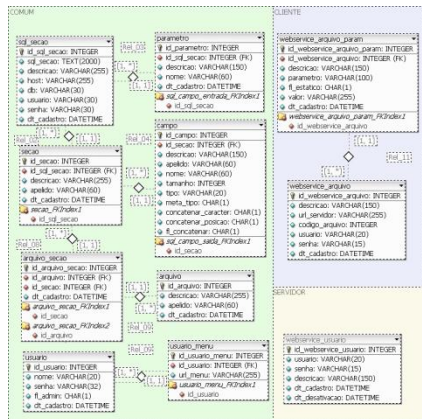 COMUM
sql_secao
id_sql_secao: INTEGER
sql_secao: TEXT(2000)
descricao: VARCHAR(255)
host: VARCHAR(255)
db: VARCHAR(30)
usuario: VARCHAR(30)
senha: VARCHAR(30)
dt_cadastro: DATETIME
parametro
id_parametro: INTEGER
id_sql_secao: INTEGER (FK)
descricao: VARCHAR(150)
nome: VARCHAR(60)
dt_cadastro: DATETIME
sql_campo_entrada_FKIndex1
id_sql_secao
secao
id_secao: INTEGER
id_sql_secao: INTEGER (FK)
descricao: VARCHAR(255)
apelido: VARCHAR(60)
dt_cadastro: DATETIME
secao_FKIndex1
id_sql_secao
campo
id_campo: INTEGER
id_secao: INTEGER (FK)
descricao: VARCHAR(150)
apelido: VARCHAR(60)
nome: VARCHAR(60)
tamanho: INTEGER
tipo: VARCHAR(20)
meta_tipo: CHAR(1)
concatenar_caracter: CHAR(1)
concatenar_posicao: CHAR(1)
fl_concatenar: CHAR(1)
sql_campo_saida_FKIndex1
id_secao
arquivo_secao
id_arquivo_secao: INTEGER
id_arquivo: INTEGER (FK)
id_secao: INTEGER (FK)
dt_cadastro: DATETIME
arquivo_secao_FKIndex1
id_secao
arquivo_secao_FKIndex2
id_arquivo
arquivo
id_arquivo: INTEGER
descricao: VARCHAR(255)
apelido: VARCHAR(60)
dt_cadastro: DATETIME
usuario
id_usuario: INTEGER
nome: VARCHAR(20)
senha: VARCHAR(32)
fl_admin: CHAR(1)
dt_cadastro: DATETIME
usuario_menu
id_usuario_menu: INTEGER
id_usuario: INTEGER (FK)
url_menu: VARCHAR(255)
usuario_menu_FKIndex1
id_usuario
CLIENTE
webservice_arquivo_param
id_webservice_arquivo_param: INTEGER
id_webservice_arquivo: INTEGER (FK)
descricao: VARCHAR(150)
parametro: VARCHAR(100)
fl_estatico: CHAR(1)
valor: VARCHAR(255)
dt_cadastro: DATETIME
webservice_arquivo_param_FKIndex1
id_webservice_arquivo
Rel_11
webservice_arquivo
id_webservice_arquivo: INTEGER
descricao: VARCHAR(150)
url_servidor: VARCHAR(255)
codigo_arquivo: INTEGER
usuario: VARCHAR(20)
senha: VARCHAR(15)
dt_cadastro: DATETIME
SERVIDOR
webservice_usuario
id_webservice_usuario: INTEGER
usuario: VARCHAR(20)
senha: VARCHAR(15)
descricao: VARCHAR(150)
dt_cadastro: DATETIME
dt_desativacao: DATETIME